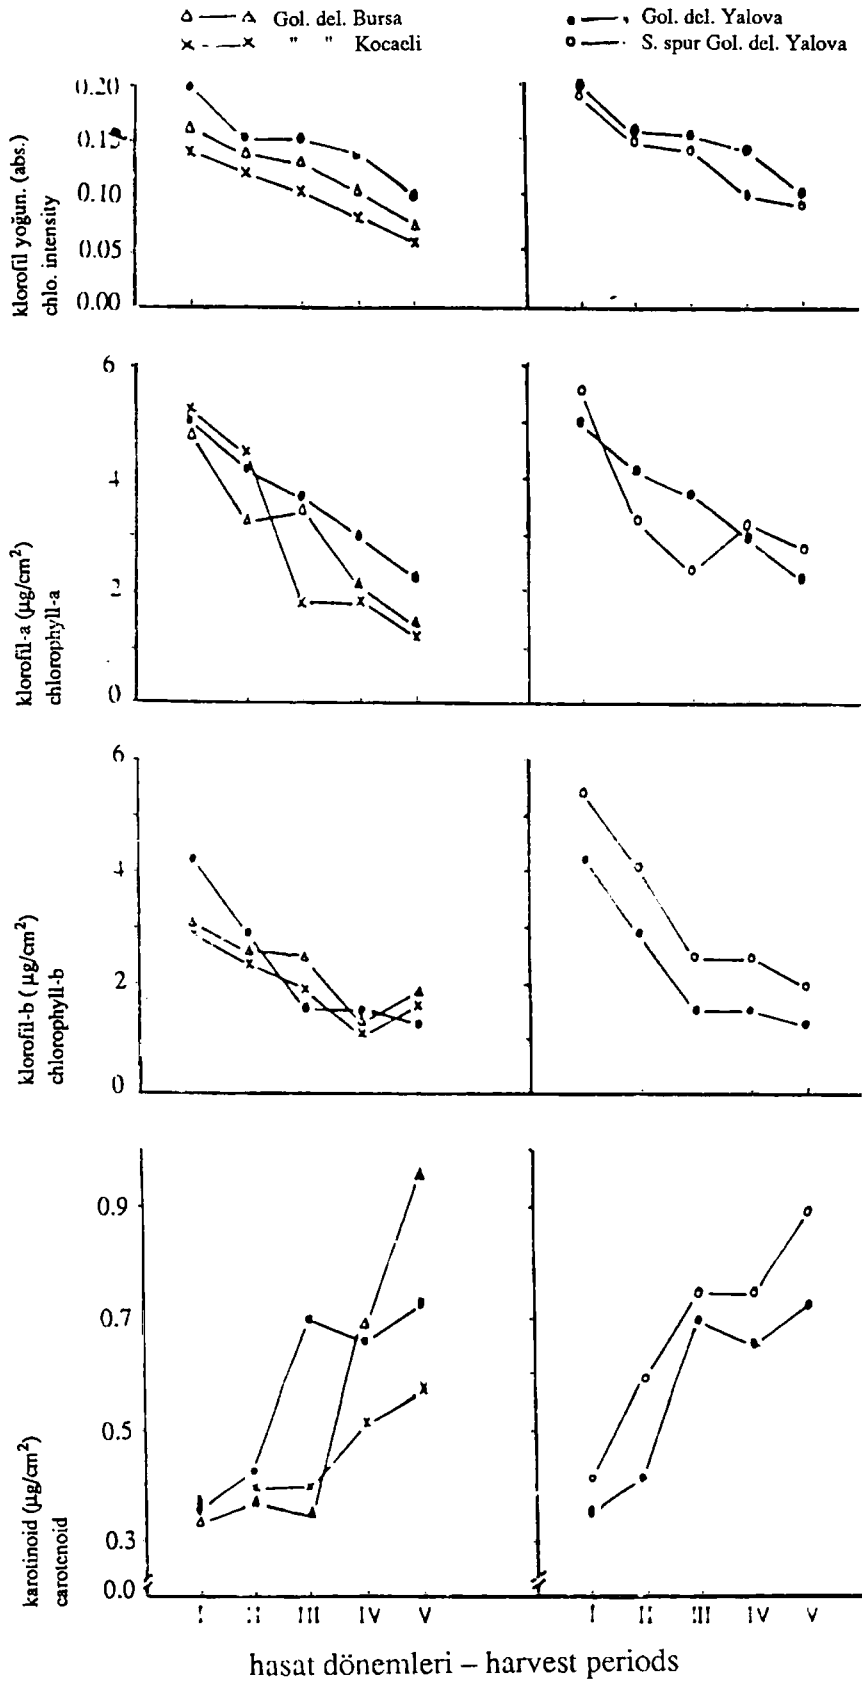 Gol. del. Bursa
" " Kocaeli
Gol. del. Yalova
S. spur Gol. del. Yalova
klorofil yoğun. (abs.)
chlo. intensity
0.20
0.15
0.10
0.05
0.00
klorofil-a (µg/cm²)
chlorophyll-a
6
4
2
0
klorofil-b (µg/cm²)
chlorophyll-b
6
4
2
0
karotinoid (µg/cm²)
carotenoid
0.9
0.7
0.5
0.3
0.0
I II III IV V
I II III IV V
hasat dönemleri – harvest periods